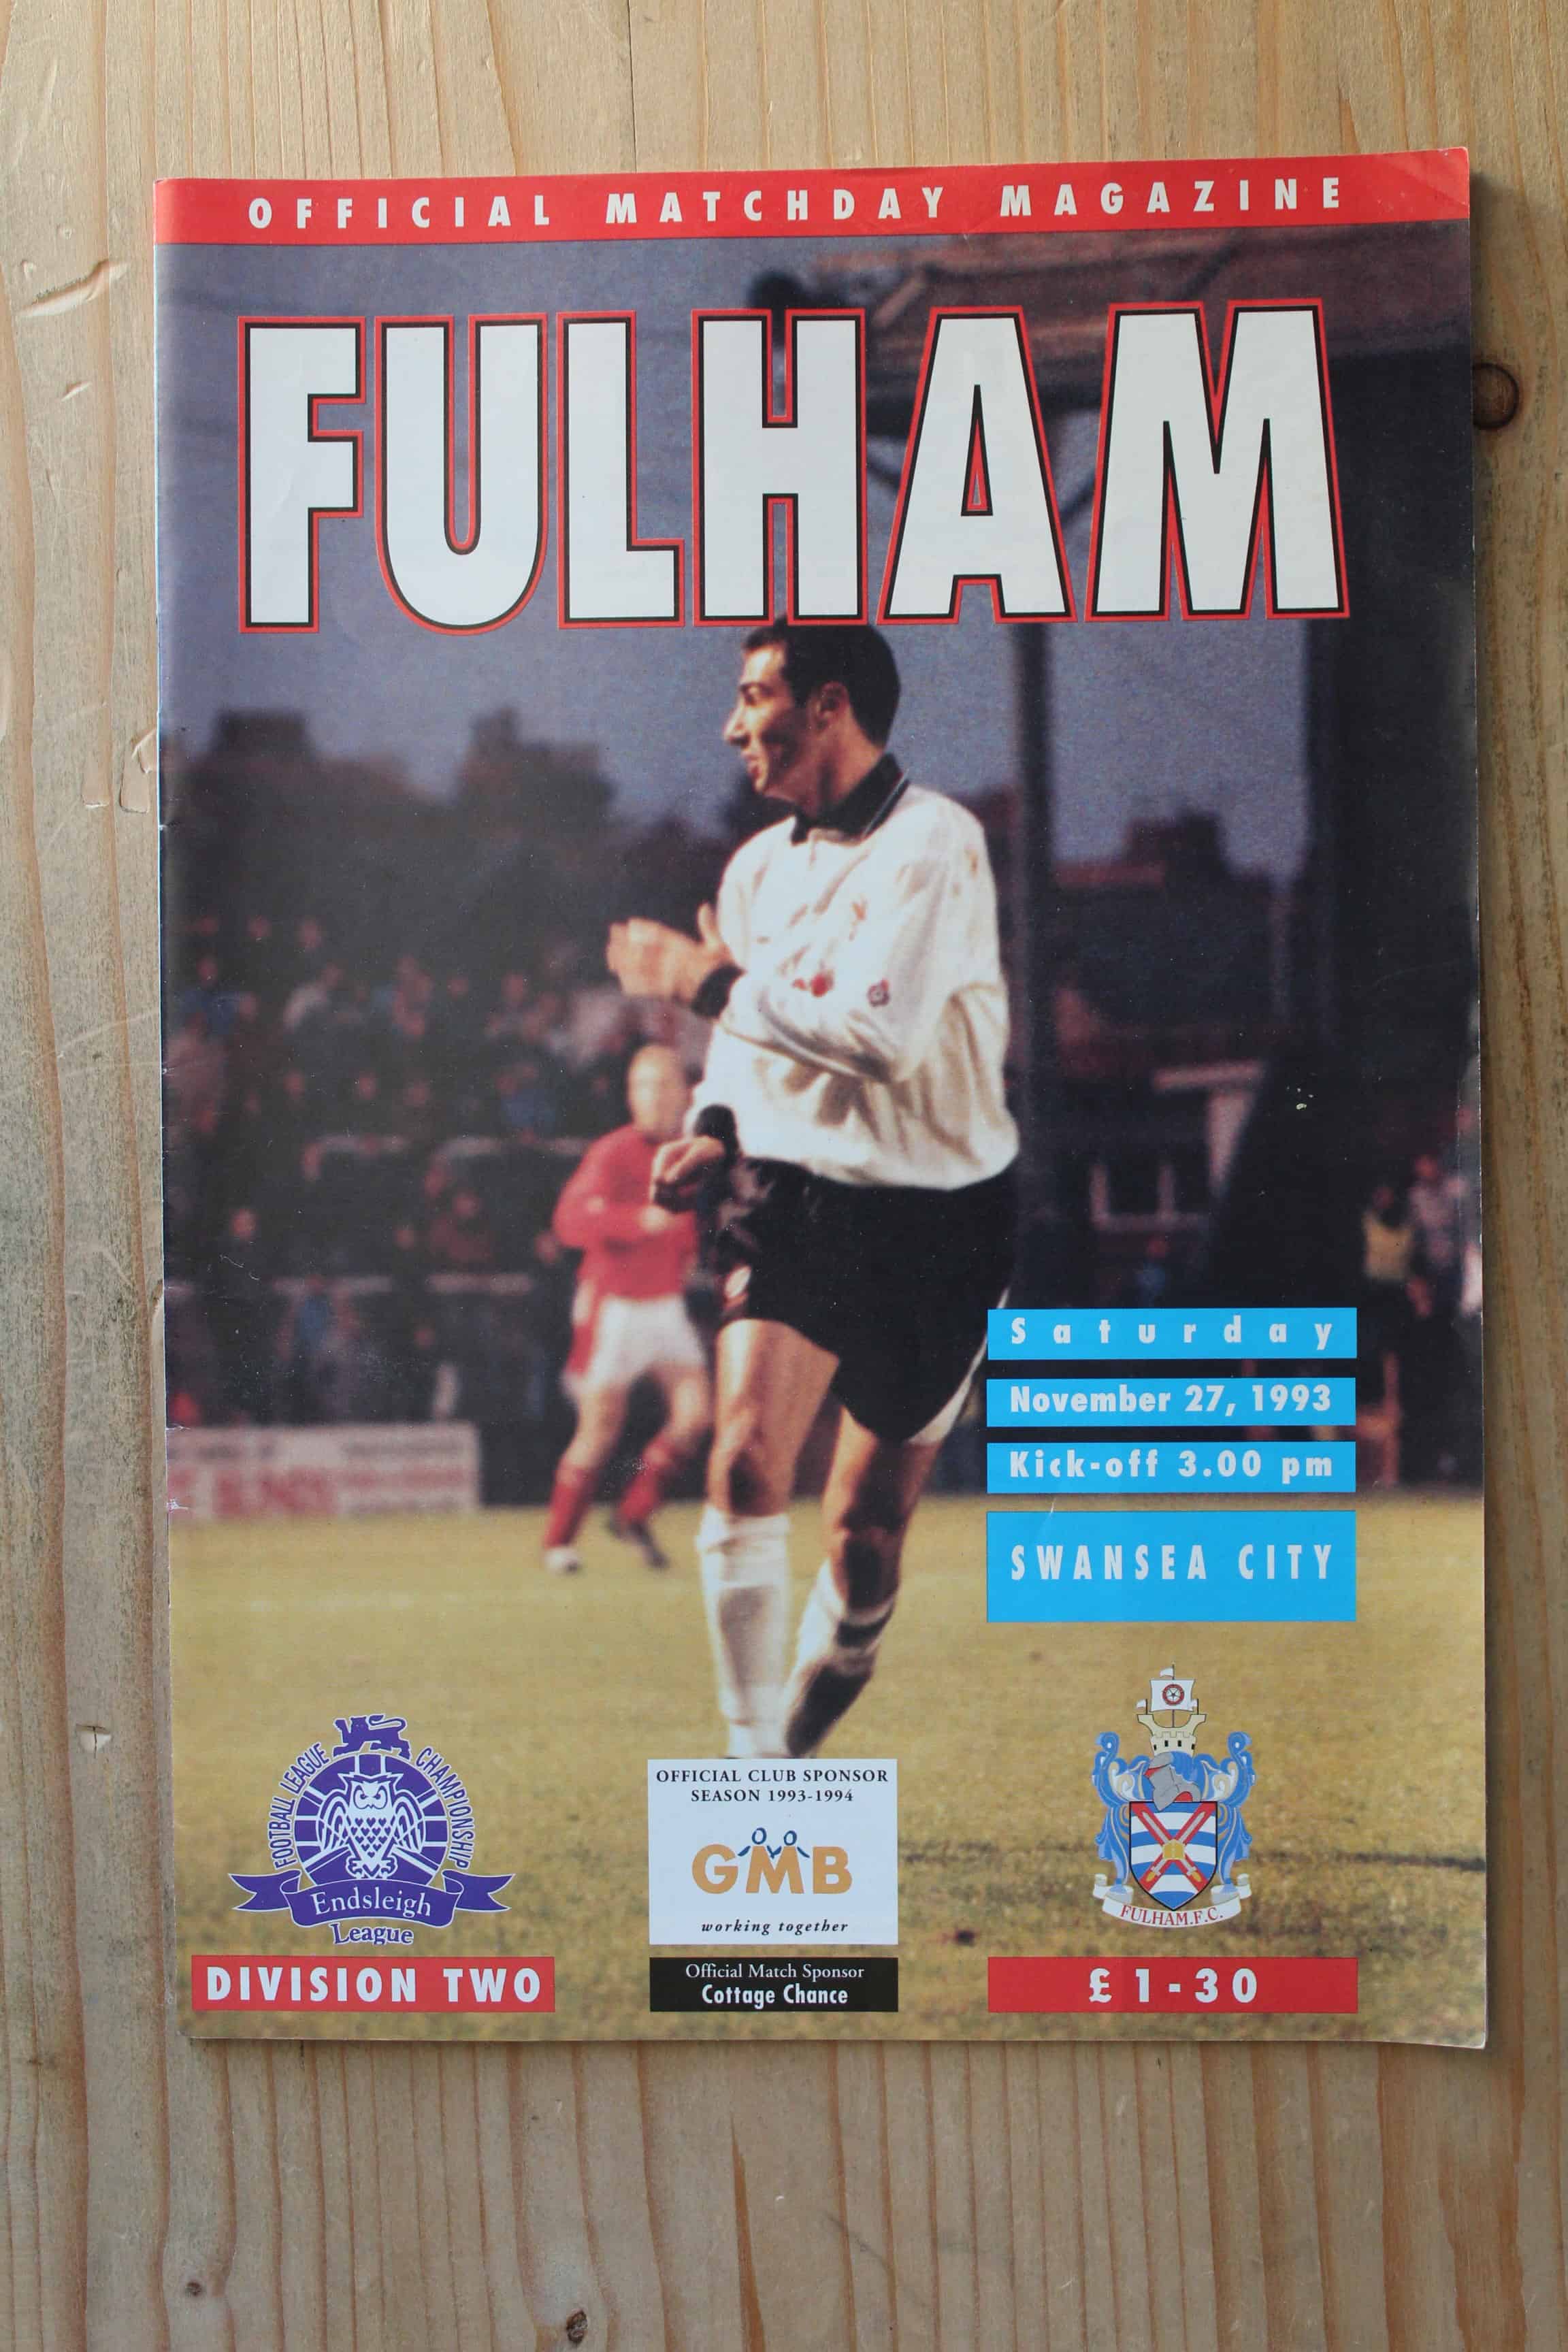 OFFICIAL MATCHDAY MAGAZINE
FULHAM
Saturday
November 27, 1993
Kick-off 3.00 pm
SWANSEA CITY
FOOTBALL LEAGUE CHAMPIONSHIP
Endsleigh
League
DIVISION TWO
OFFICIAL CLUB SPONSOR
SEASON 1993-1994
GMB
working together
Official Match Sponsor
Cottage Chance
FULHAM.F.C.
£1-30